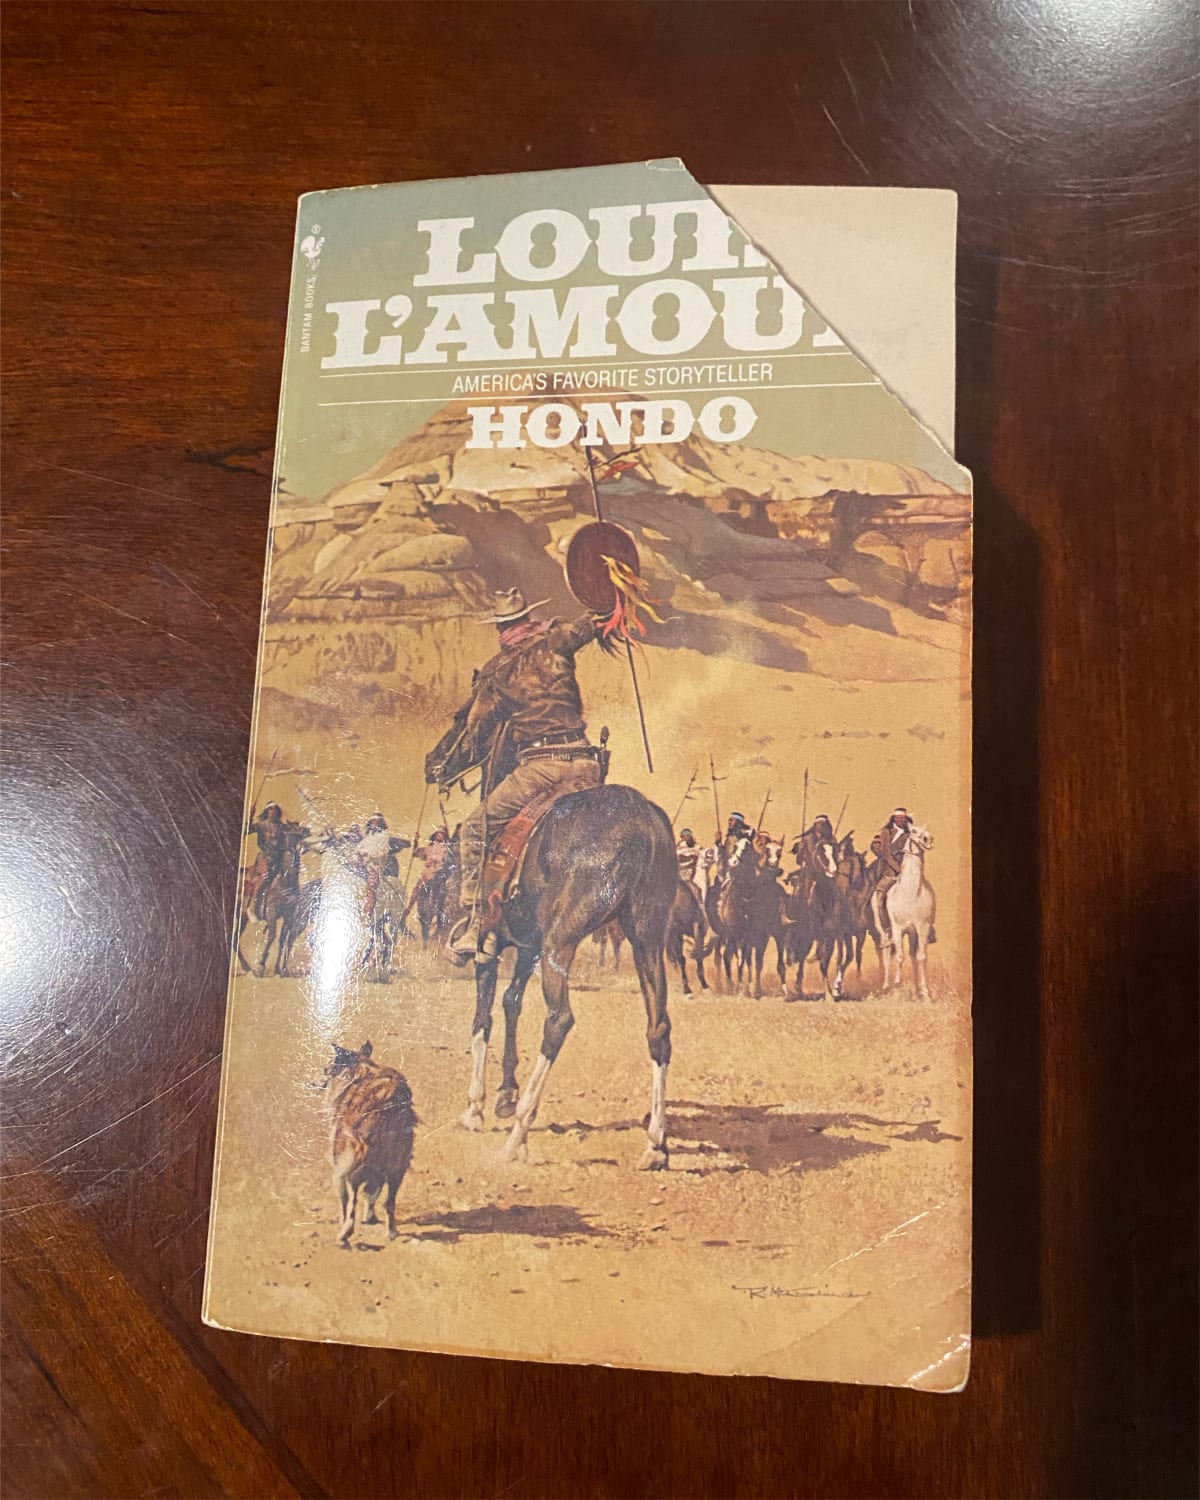 LOUI
L'AMOU
AMERICA'S FAVORITE STORYTELLER
HONDO
BANTAM BOOKS